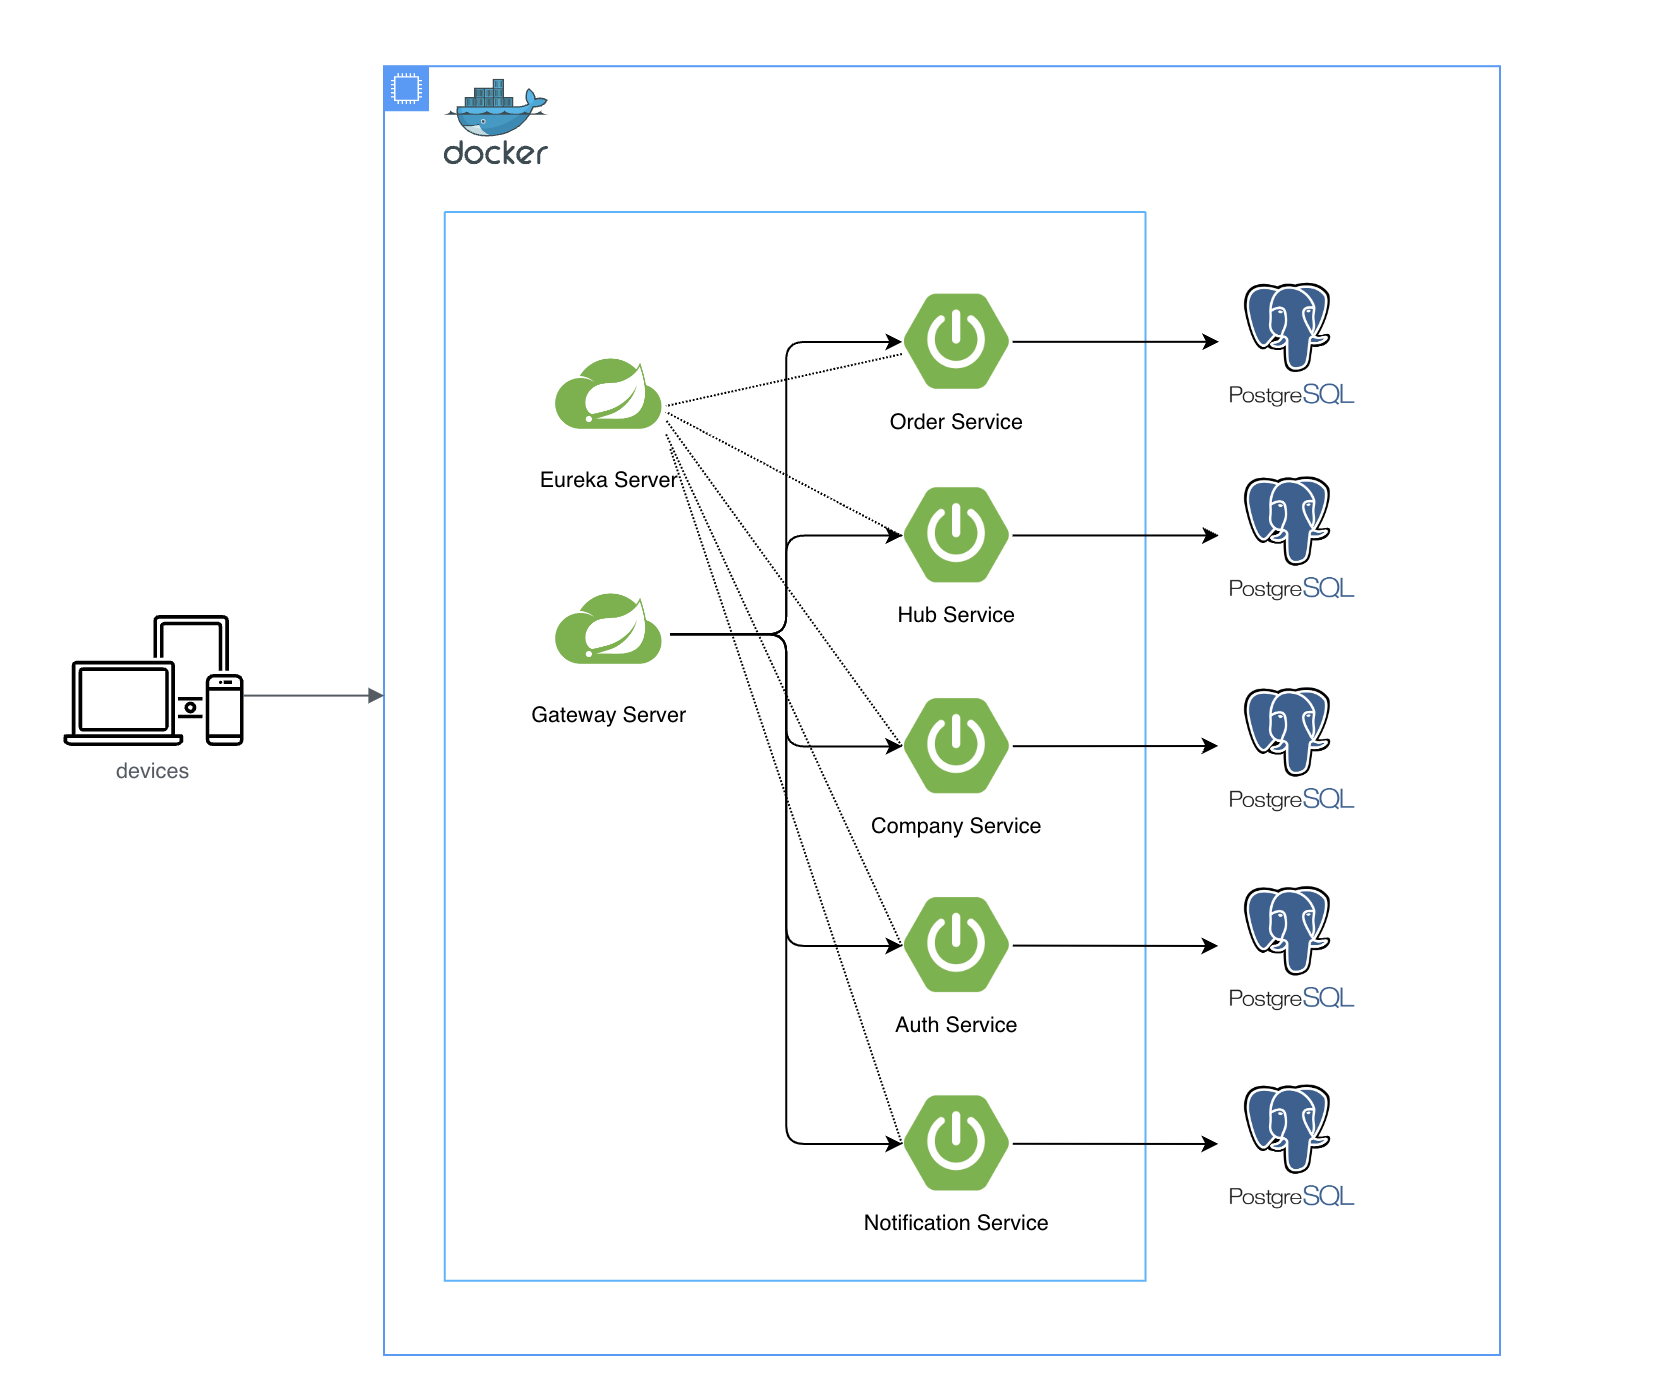 docker
Order Service
PostgreSQL
Eureka Server
Hub Service
PostgreSQL
Gateway Server
devices
Company Service
PostgreSQL
Auth Service
PostgreSQL
Notification Service
PostgreSQL